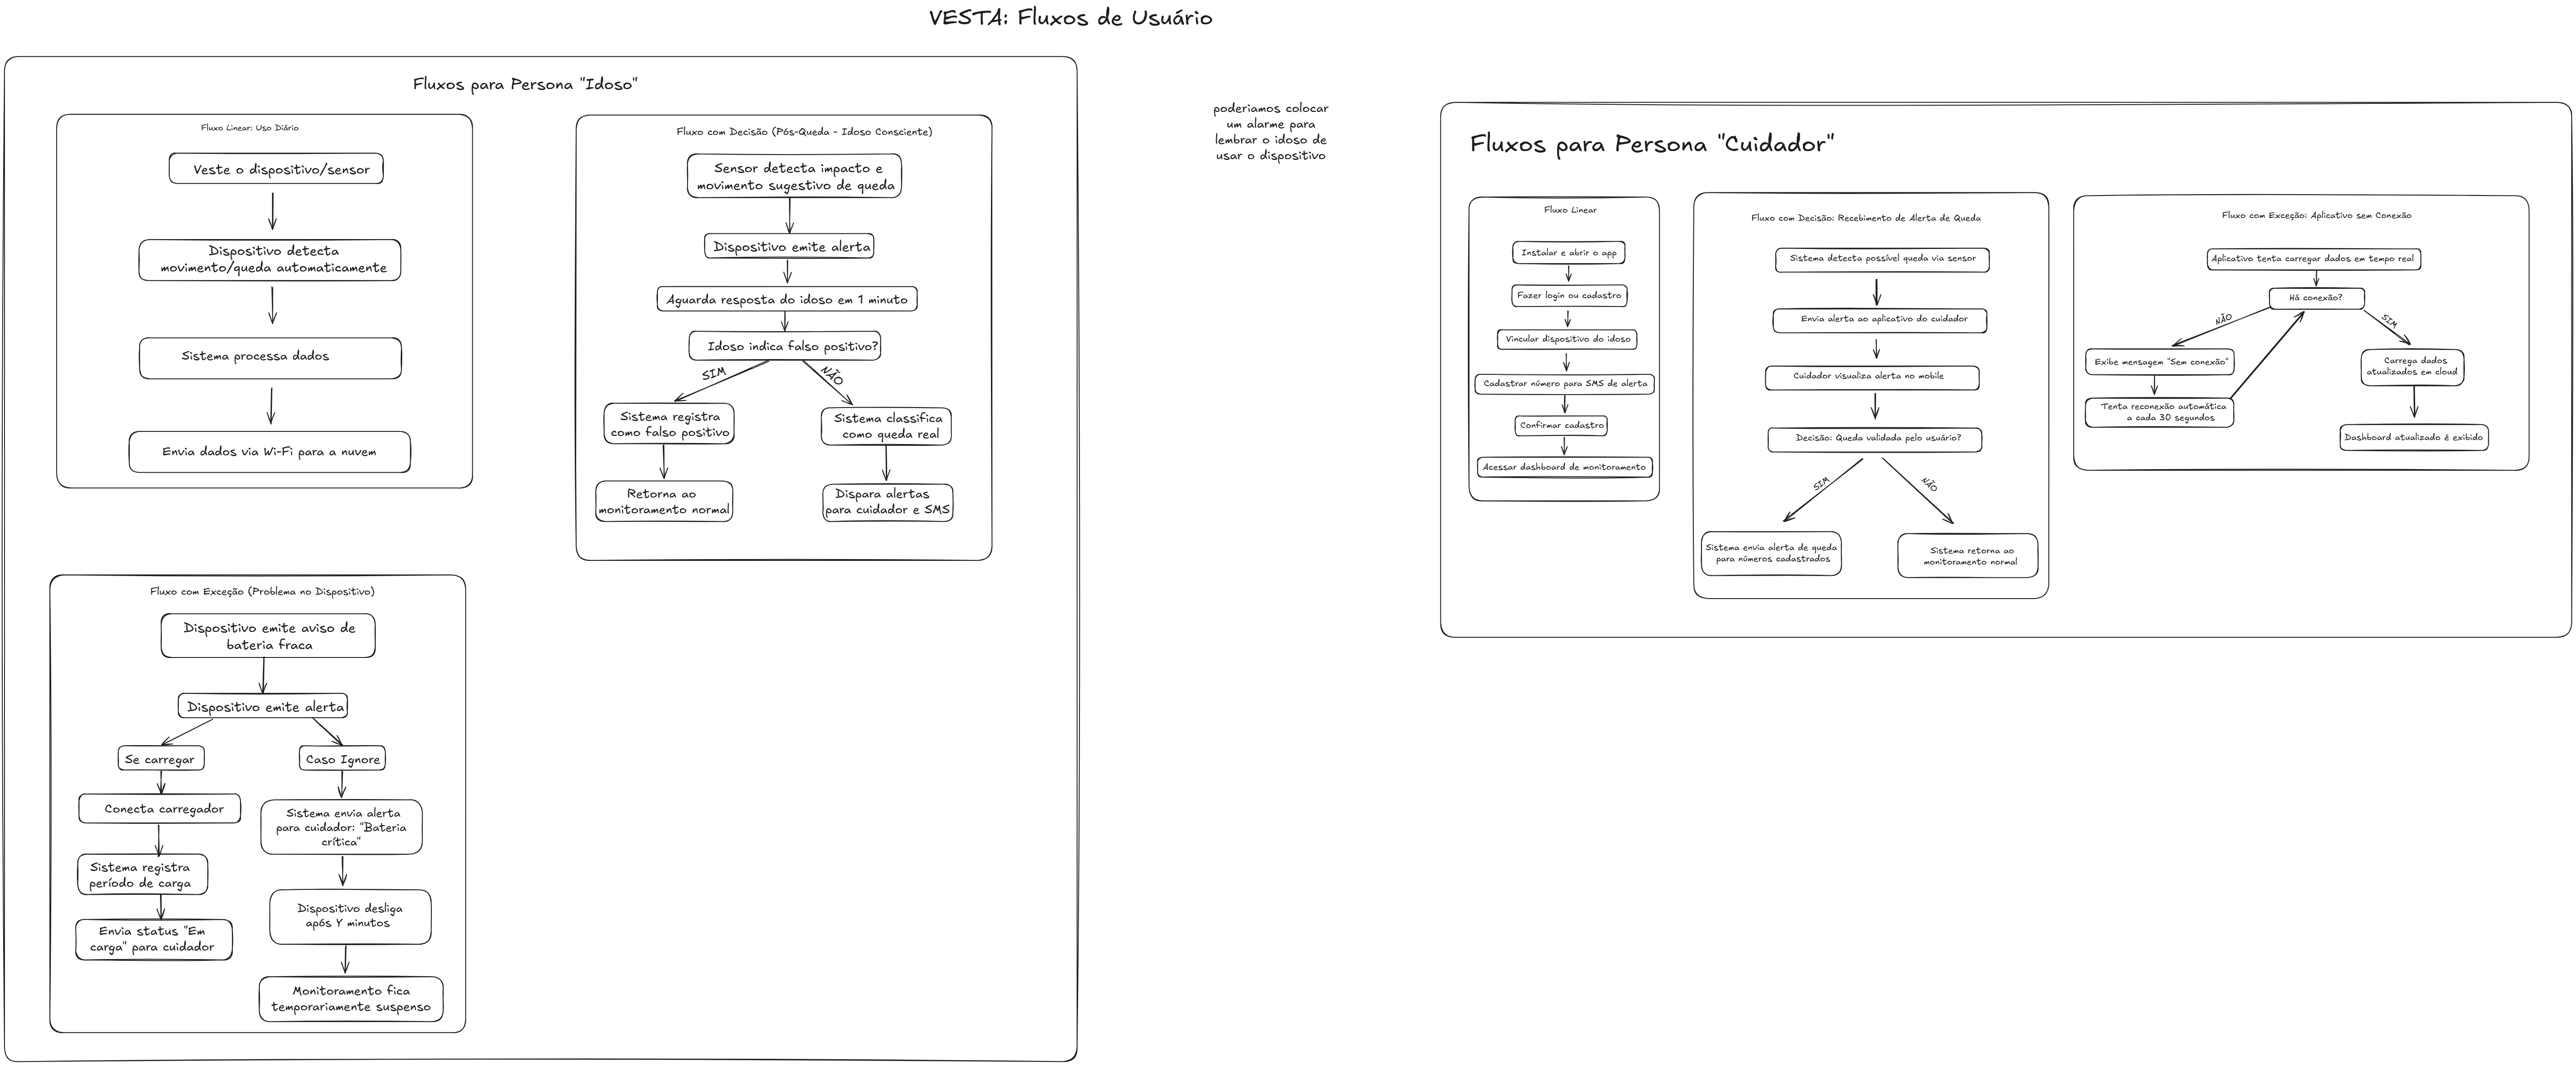 VESTA: Fluxos de Usuário
Fluxos para Persona "Idoso"
Fluxo Linear: Uso Diário
Veste o dispositivo/sensor
Dispositivo detecta
movimento/queda automaticamente
Sistema processa dados
Envia dados via Wi-Fi para a nuvem
Fluxo com Decisão (Pós-Queda - Idoso Consciente)
Sensor detecta impacto e
movimento sugestivo de queda
Dispositivo emite alerta
Aguarda resposta do idoso em 1 minuto
Idoso indica falso positivo?
SIM
NÃO
Sistema registra
como falso positivo
Retorna ao
monitoramento normal
Sistema classifica
como queda real
Dispara alertas
para cuidador e SMS
Fluxo com Exceção (Problema no Dispositivo)
Dispositivo emite aviso de
bateria fraca
Dispositivo emite alerta
Se carregar
Conecta carregador
Sistema registra
período de carga
Envia status "Em
carga" para cuidador
Caso Ignore
Sistema envia alerta
para cuidador: "Bateria
crítica"
Dispositivo desliga
após Y minutos
Monitoramento fica
temporariamente suspenso
poderiamos colocar
um alarme para
lembrar o idoso de
usar o dispositivo
Fluxos para Persona "Cuidador"
Fluxo Linear
Instalar e abrir o app
Fazer login ou cadastro
Vincular dispositivo do idoso
Cadastrar número para SMS de alerta
Confirmar cadastro
Acessar dashboard de monitoramento
Fluxo com Decisão: Recebimento de Alerta de Queda
Sistema detecta possível queda via sensor
Envia alerta ao aplicativo do cuidador
Cuidador visualiza alerta no mobile
Decisão: Queda validada pelo usuário?
SIM
NÃO
Sistema envia alerta de queda
para números cadastrados
Sistema retorna ao
monitoramento normal
Fluxo com Exceção: Aplicativo sem Conexão
Aplicativo tenta carregar dados em tempo real
Há conexão?
NÃO
SIM
Exibe mensagem "Sem conexão"
Tenta reconexão automática
a cada 30 segundos
Carrega dados
atualizados em cloud
Dashboard atualizado é exibido